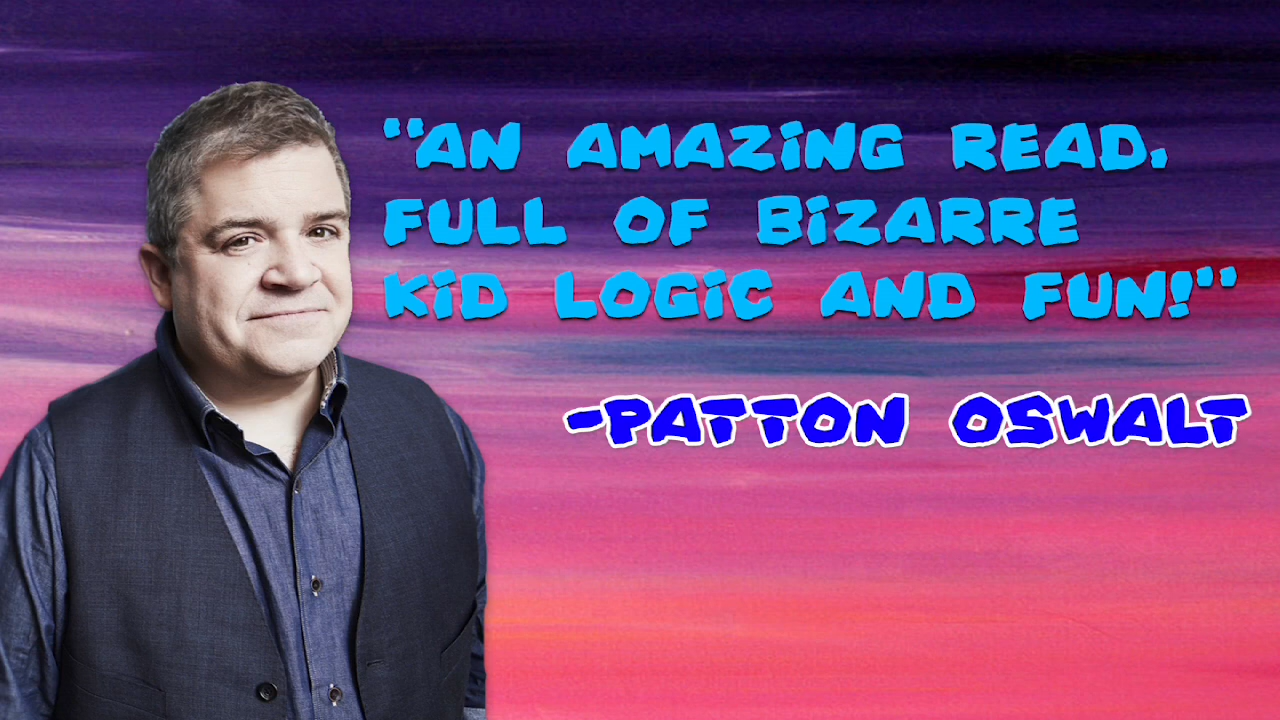 "AN AMAZiNG READ,
FULL OF BiZARRE
KiD LOGiC AND FUN!"
-PATTON OSWALT